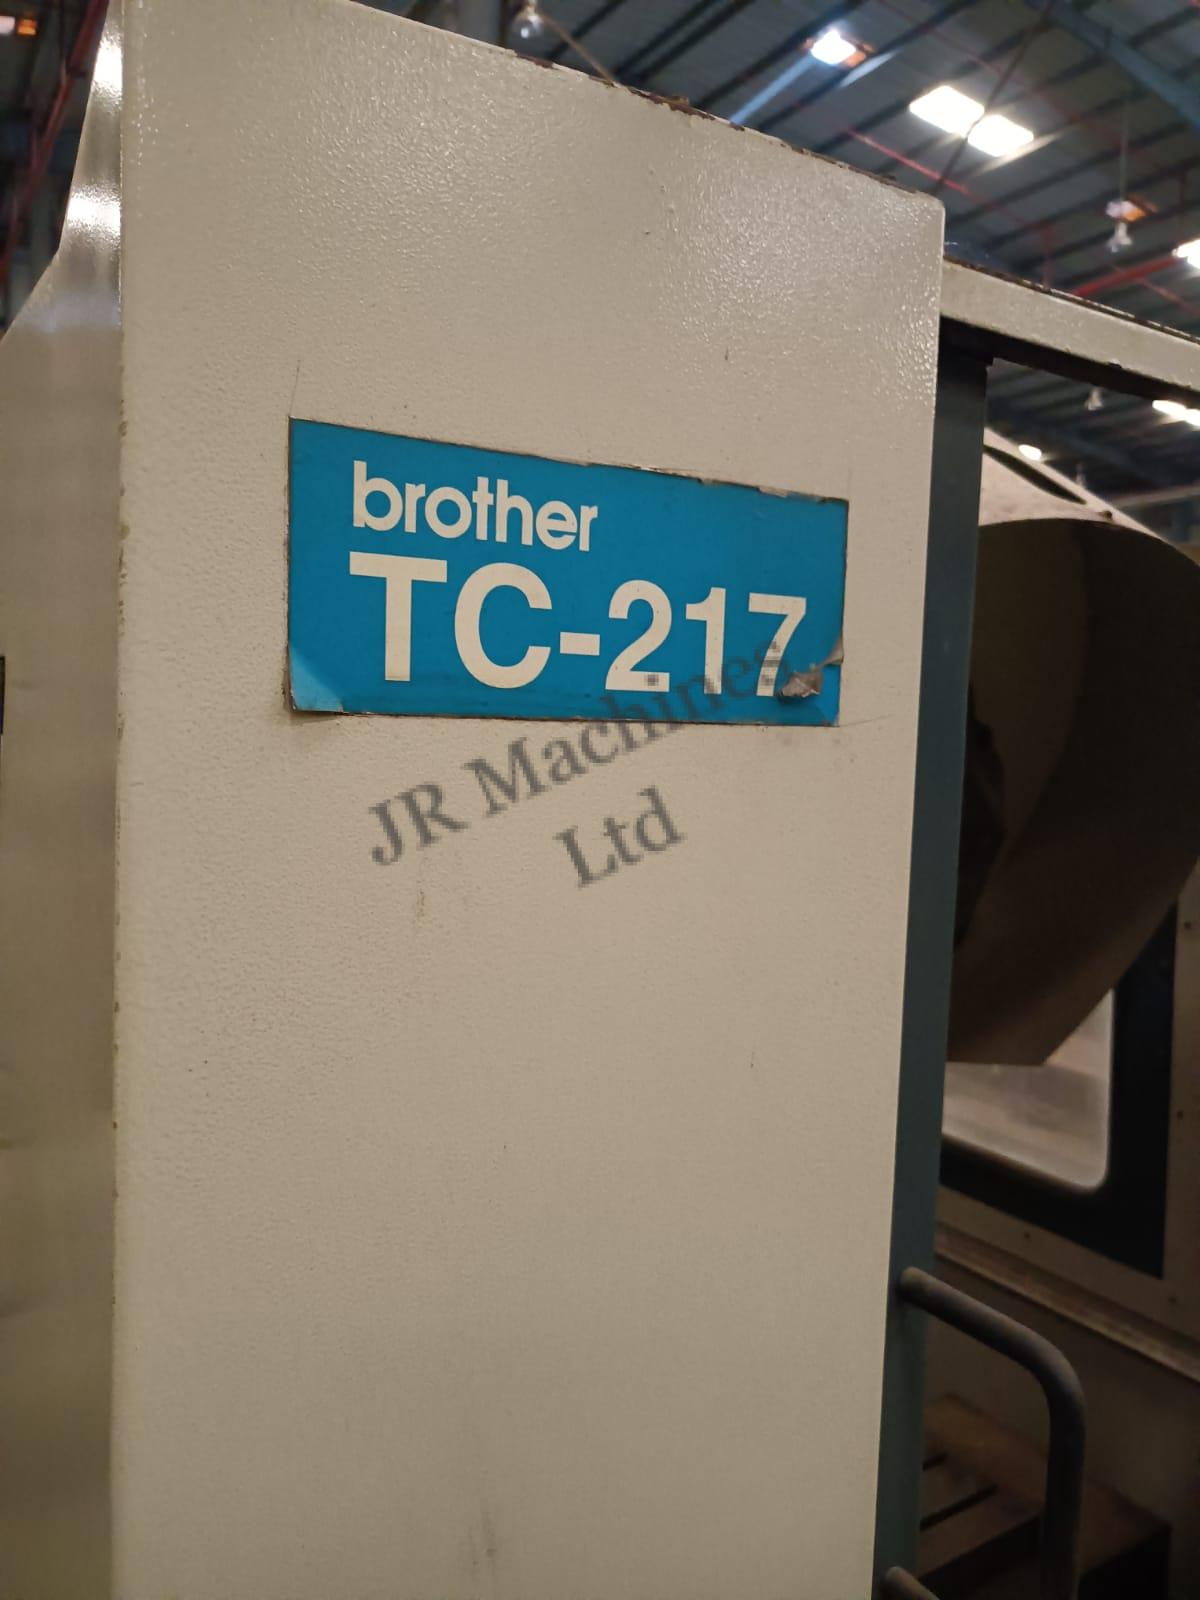 brother
TC-217
JR Machines
Ltd